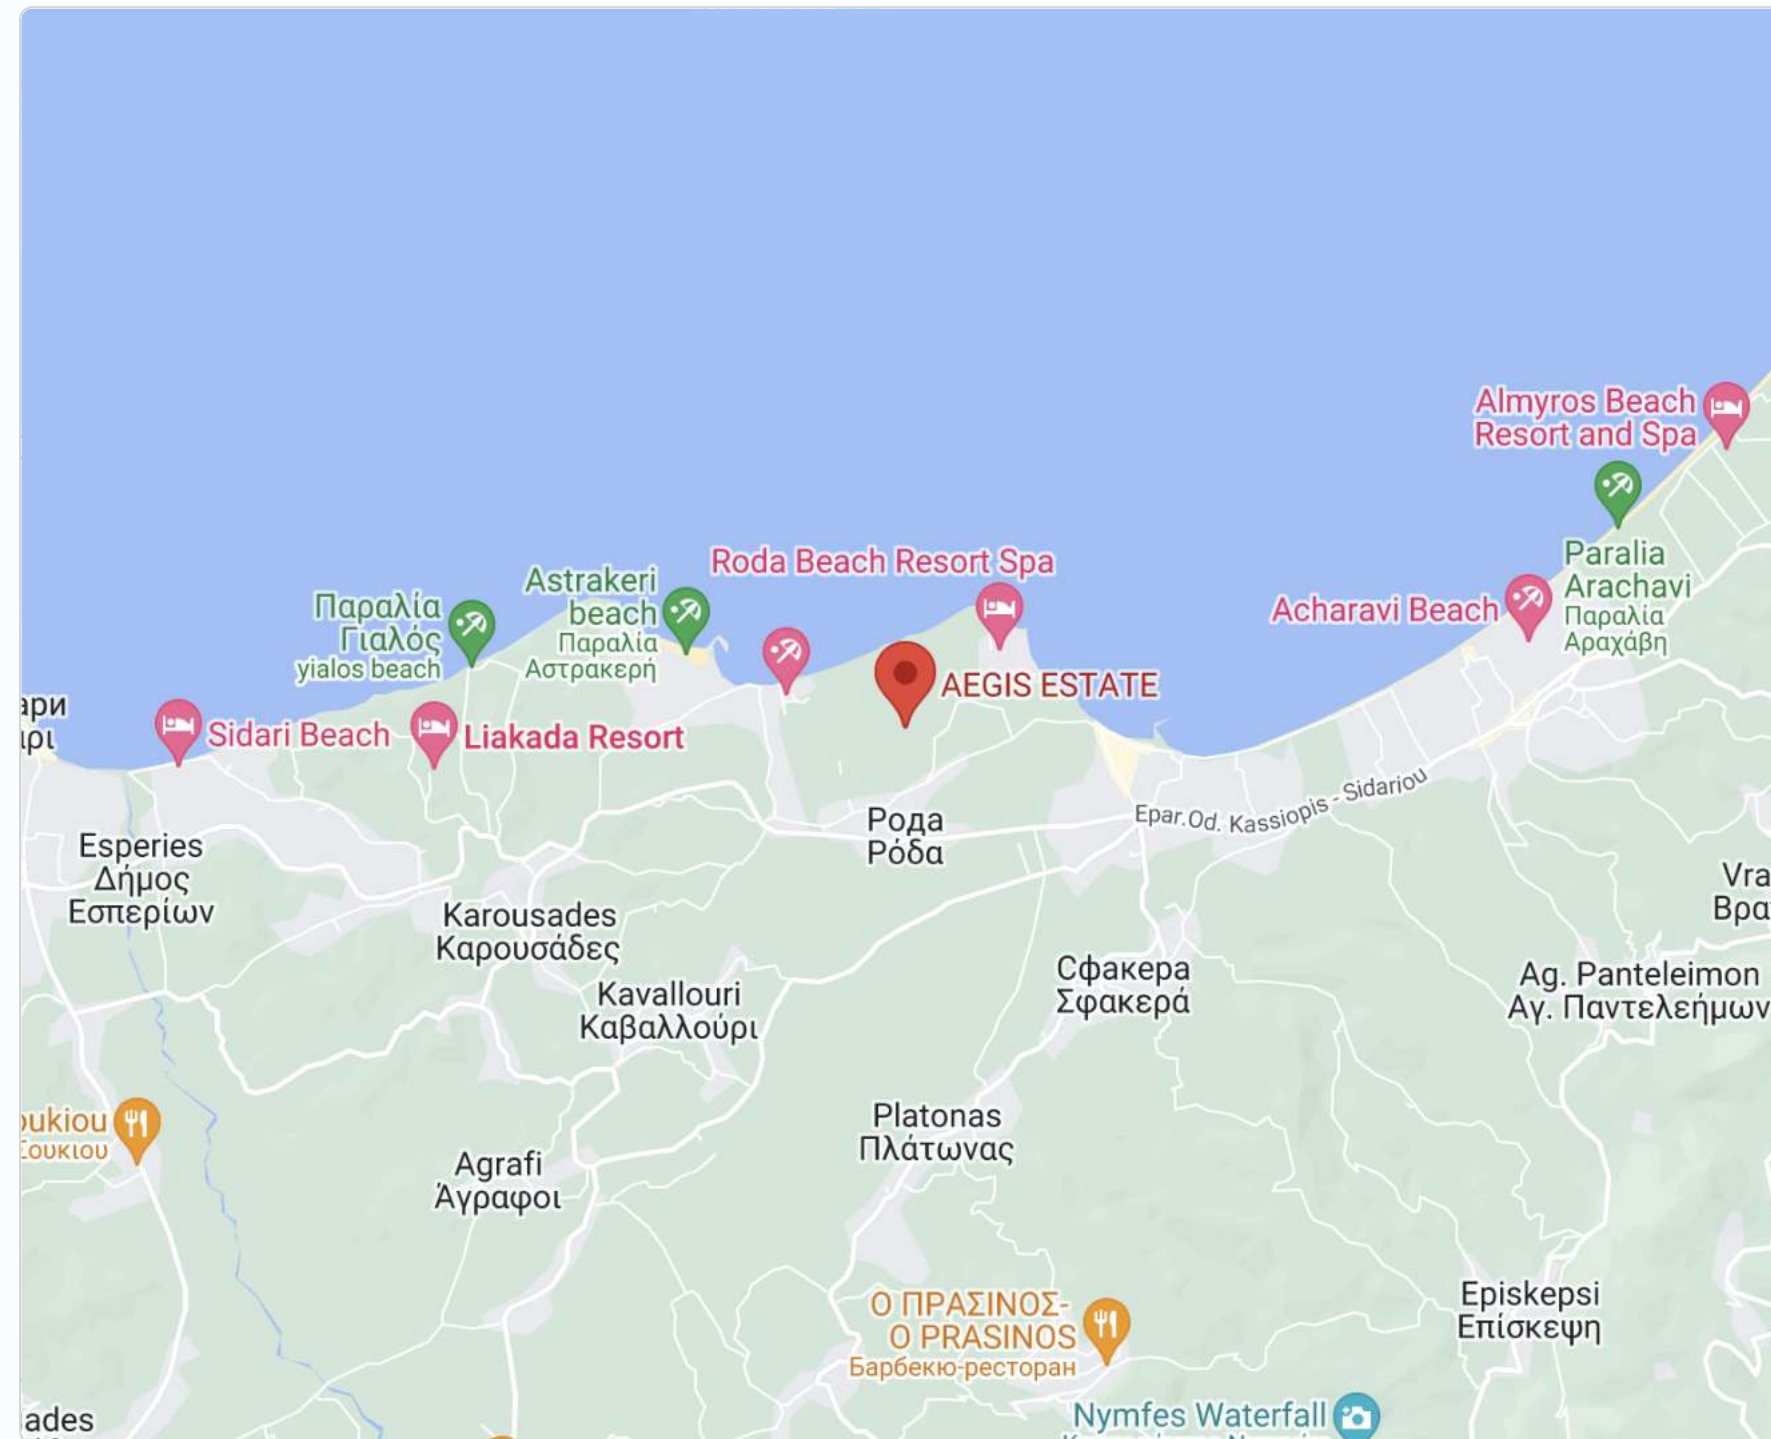 Almyros Beach
Resort and Spa
Roda Beach Resort Spa
Paralia
Arachavi
Παραλία
Αραχάβη
Astrakeri
beach
Παραλία
Αστρακερή
Παραλία
Γιαλός
yialos beach
Acharavi Beach
AEGIS ESTATE
Sidari Beach
Liakada Resort
Epar.Od. Kassiopis - Sidariou
Рода
Ρόδα
Esperies
Δήμος
Εσπερίων
Karousades
Καρουσάδες
Сфакера
Σφακερά
Ag. Panteleimon
Αγ. Παντελεήμων
Kavallouri
Καβαλλούρι
Platonas
Πλάτωνας
Agrafi
Άγραφοι
Ο ΠΡΑΣΙΝΟΣ-
O PRASINOS
Барбекю-ресторан
Episkepsi
Επίσκεψη
Nymfes Waterfall